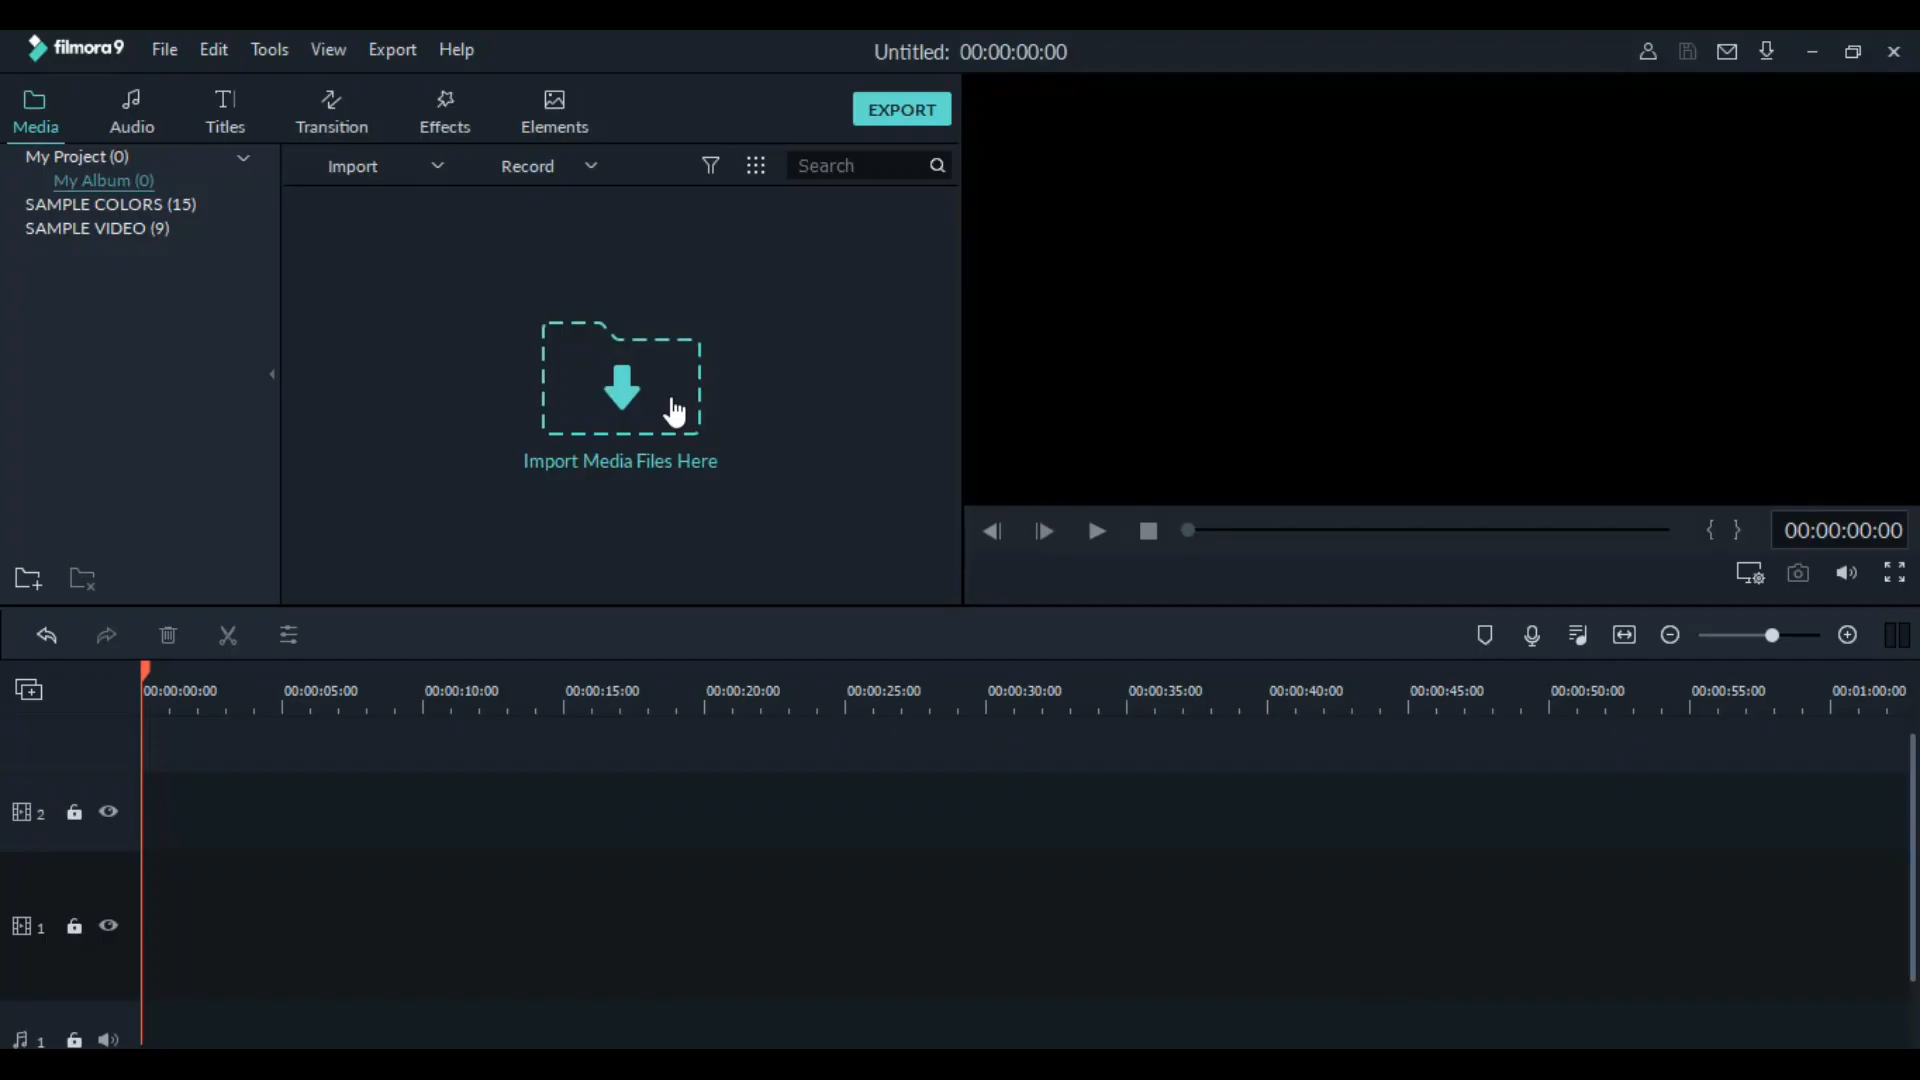 filmora9 File Edit Tools View Export Help Untitled: 00:00:00:00
Media Audio Titles Transition Effects Elements EXPORT
My Project (0)
My Album (0)
SAMPLE COLORS (15)
SAMPLE VIDEO (9)
Import Record Search
Import Media Files Here
{ } 00:00:00:00
00:00:00:00 00:00:05:00 00:00:10:00 00:00:15:00 00:00:20:00 00:00:25:00 00:00:30:00 00:00:35:00 00:00:40:00 00:00:45:00 00:00:50:00 00:00:55:00 00:01:00:00
2
1
1